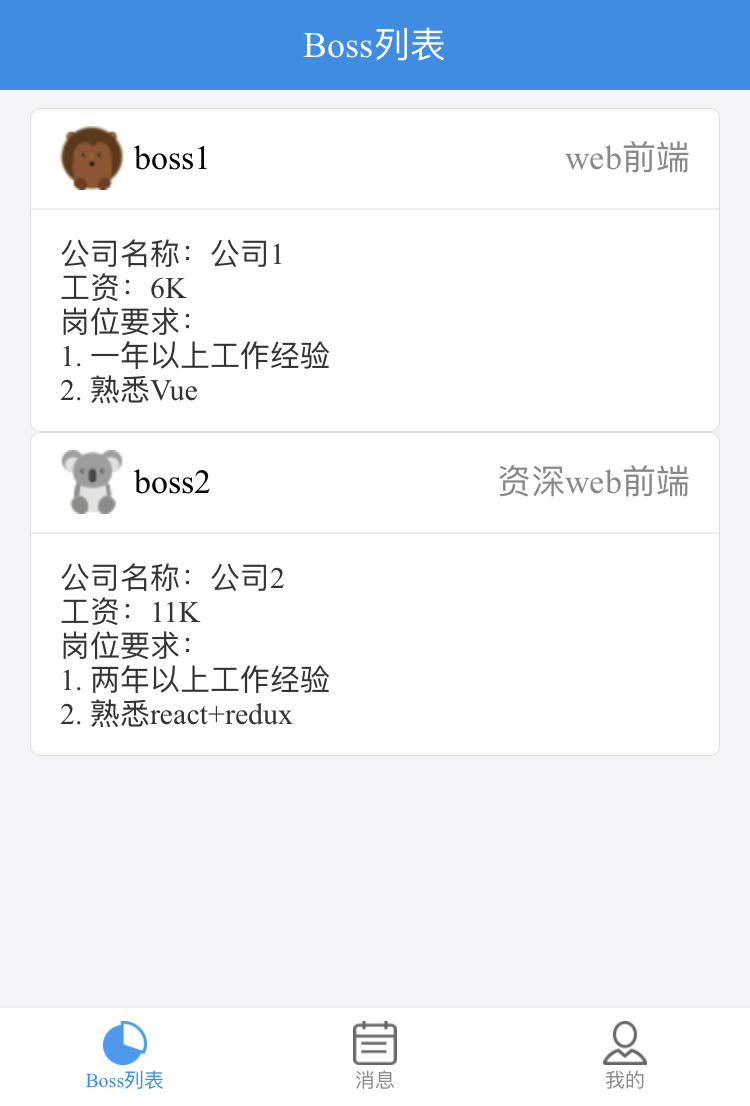 Boss列表
boss1
web前端
公司名称：公司1
工资：6K
岗位要求：
1. 一年以上工作经验
2. 熟悉Vue
boss2
资深web前端
公司名称：公司2
工资：11K
岗位要求：
1. 两年以上工作经验
2. 熟悉react+redux
Boss列表
消息
我的